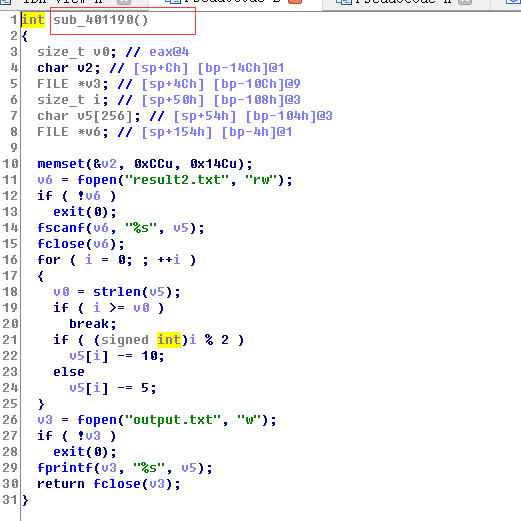 1 int sub_401190()
2 {
3 size_t v0; // eax@4
4 char v2; // [sp+Ch] [bp-14Ch]@1
5 FILE *v3; // [sp+4Ch] [bp-10Ch]@9
6 size_t i; // [sp+50h] [bp-108h]@3
7 char v5[256]; // [sp+54h] [bp-104h]@3
8 FILE *v6; // [sp+154h] [bp-4h]@1
9
10 memset(&v2, 0xCCu, 0x14Cu);
11 v6 = fopen("result2.txt", "rw");
12 if ( !v6 )
13 exit(0);
14 fscanf(v6, "%s", v5);
15 fclose(v6);
16 for ( i = 0; ; ++i )
17 {
18 v0 = strlen(v5);
19 if ( i >= v0 )
20 break;
21 if ( (signed int)i % 2 )
22 v5[i] -= 10;
23 else
24 v5[i] -= 5;
25 }
26 v3 = fopen("output.txt", "w");
27 if ( !v3 )
28 exit(0);
29 fprintf(v3, "%s", v5);
30 return fclose(v3);
31 }